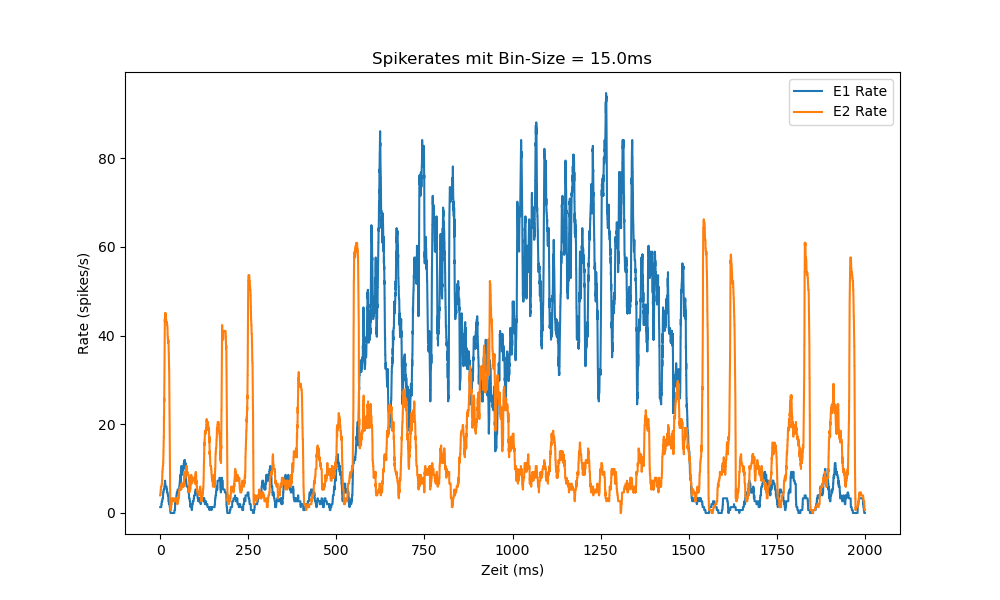 Spikerates mit Bin-Size = 15.0ms
E1 Rate
E2 Rate
Rate (spikes/s)
80
60
40
20
0
0 250 500 750 1000 1250 1500 1750 2000
Zeit (ms)